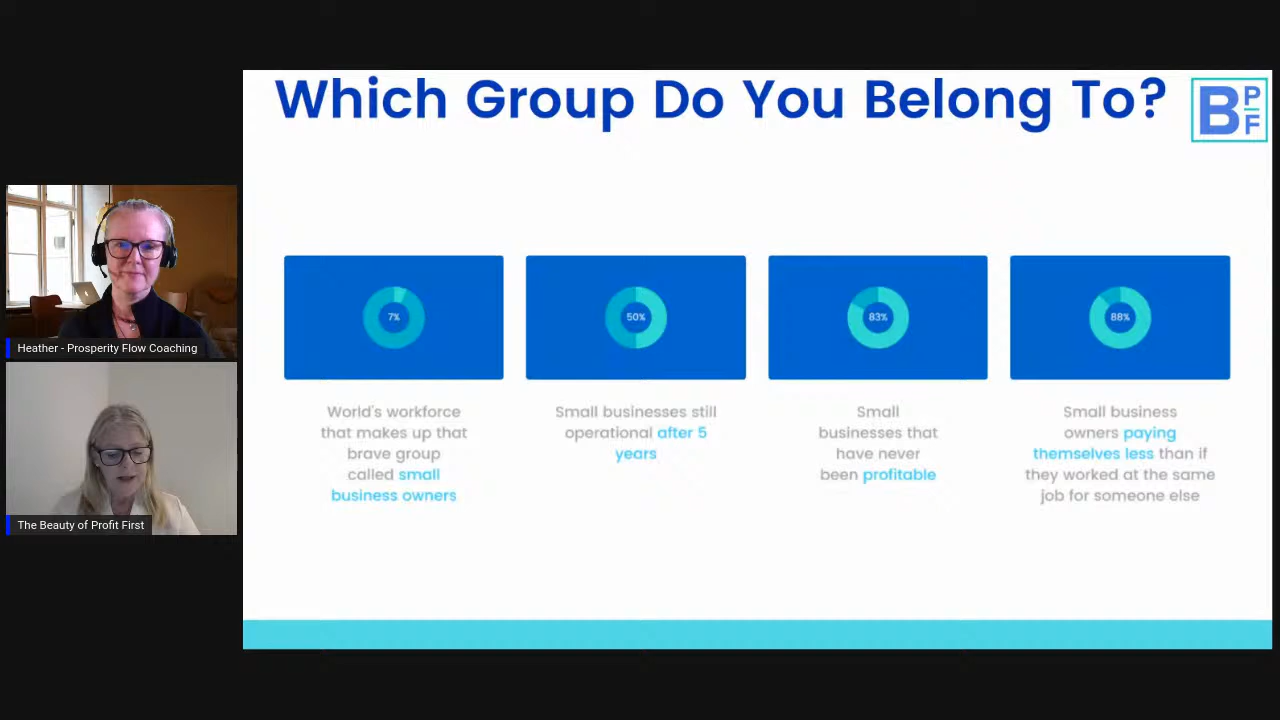 Which Group Do You Belong To?
B P F
7%
50%
83%
88%
World's workforce
that makes up that
brave group
called small
business owners
Small businesses still
operational after 5
years
Small
businesses that
have never
been profitable
Small business
owners paying
themselves less than if
they worked at the same
job for someone else
Heather - Prosperity Flow Coaching
The Beauty of Profit First